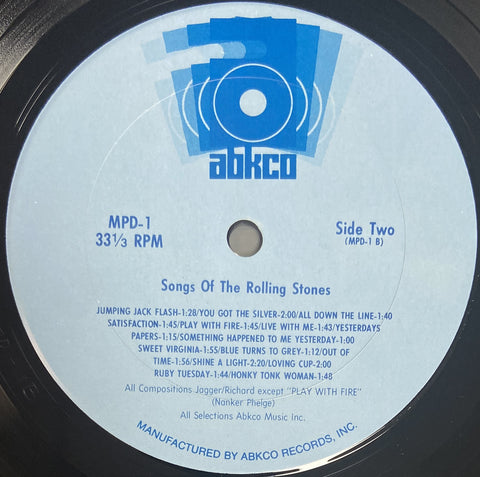 abkco
MPD-1
33⅓ RPM
Side Two
(MPD-1 B)
Songs Of The Rolling Stones
JUMPING JACK FLASH-1:28/YOU GOT THE SILVER-2:00/ALL DOWN THE LINE-1:40
SATISFACTION-1:45/PLAY WITH FIRE-1:45/LIVE WITH ME-1:43/YESTERDAYS
PAPERS-1:15/SOMETHING HAPPENED TO ME YESTERDAY-1:00
SWEET VIRGINIA-1:55/BLUE TURNS TO GREY-1:12/OUT OF
TIME-1:56/SHINE A LIGHT-2:20/LOVING CUP-2:00
RUBY TUESDAY-1:44/HONKY TONK WOMAN-1:48
All Compositions Jagger/Richard except "PLAY WITH FIRE"
(Nanker Phelge)
All Selections Abkco Music Inc.
MANUFACTURED BY ABKCO RECORDS, INC.